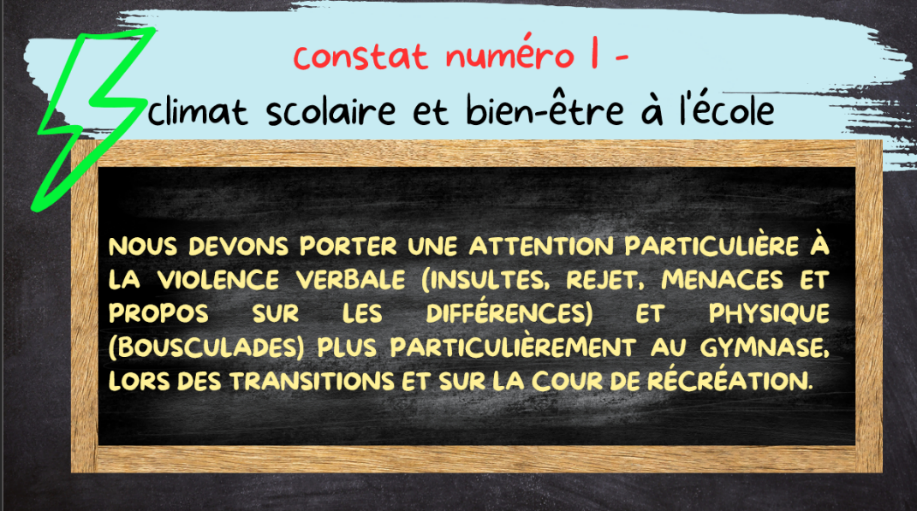 constat numéro 1 -
climat scolaire et bien-être à l'école
NOUS DEVONS PORTER UNE ATTENTION PARTICULIÈRE À
LA VIOLENCE VERBALE (INSULTES, REJET, MENACES ET
PROPOS SUR LES DIFFÉRENCES) ET PHYSIQUE
(BOUSCULADES) PLUS PARTICULIÈREMENT AU GYMNASE,
LORS DES TRANSITIONS ET SUR LA COUR DE RÉCRÉATION.